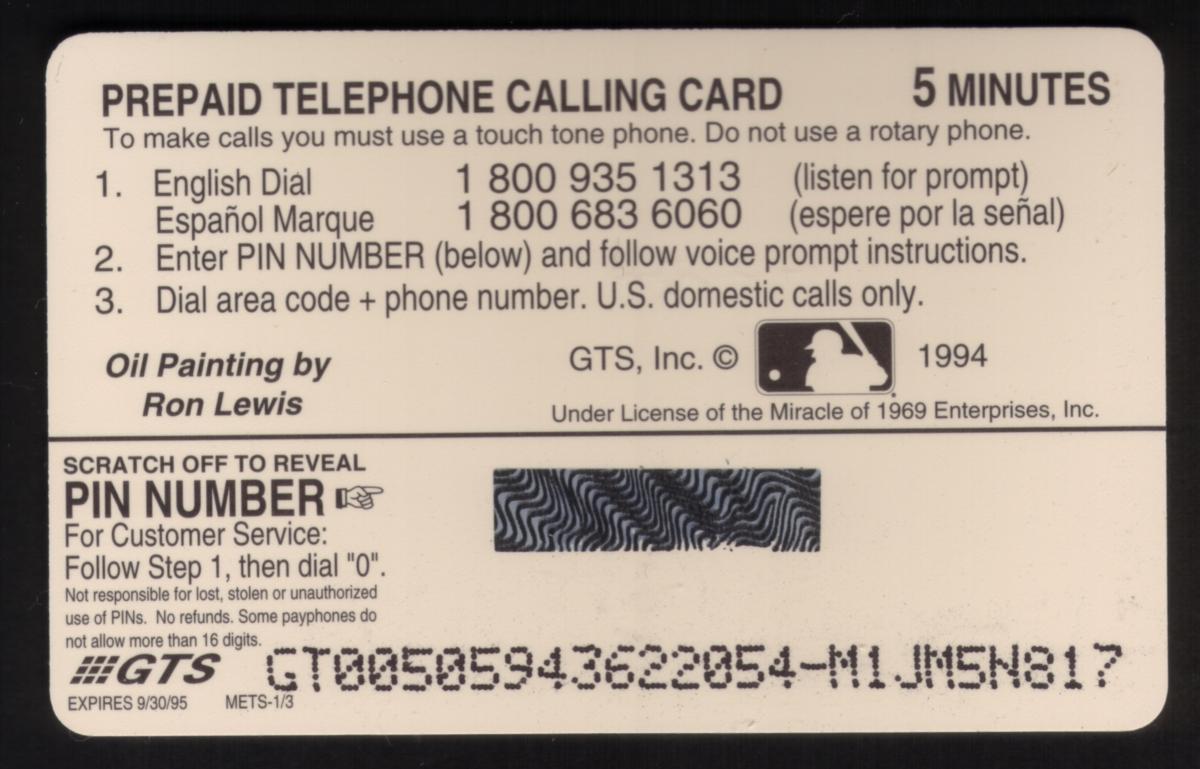 PREPAID TELEPHONE CALLING CARD 5 MINUTES
To make calls you must use a touch tone phone. Do not use a rotary phone.
1. English Dial 1 800 935 1313 (listen for prompt)
Español Marque 1 800 683 6060 (espere por la señal)
2. Enter PIN NUMBER (below) and follow voice prompt instructions.
3. Dial area code + phone number. U.S. domestic calls only.
Oil Painting by
Ron Lewis
GTS, Inc. © 1994
Under License of the Miracle of 1969 Enterprises, Inc.
SCRATCH OFF TO REVEAL
PIN NUMBER
For Customer Service:
Follow Step 1, then dial "0".
Not responsible for lost, stolen or unauthorized
use of PINs. No refunds. Some payphones do
not allow more than 16 digits.
GTS GT00505943622054-M1JM5N817
EXPIRES 9/30/95 METS-1/3